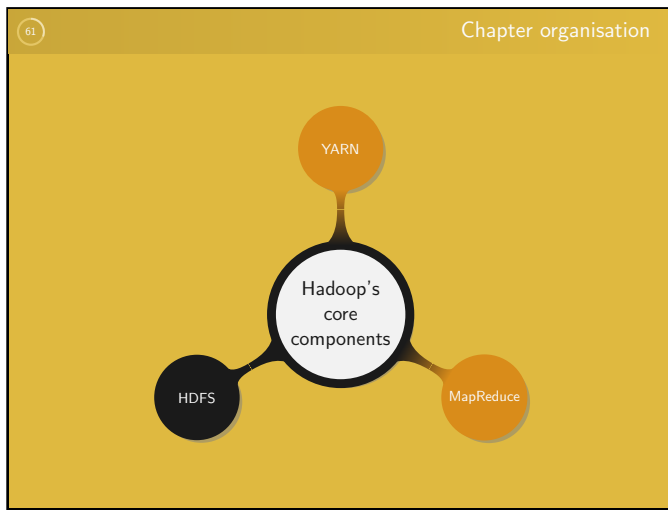 61
Chapter organisation
YARN
Hadoop's
core
components
HDFS
MapReduce